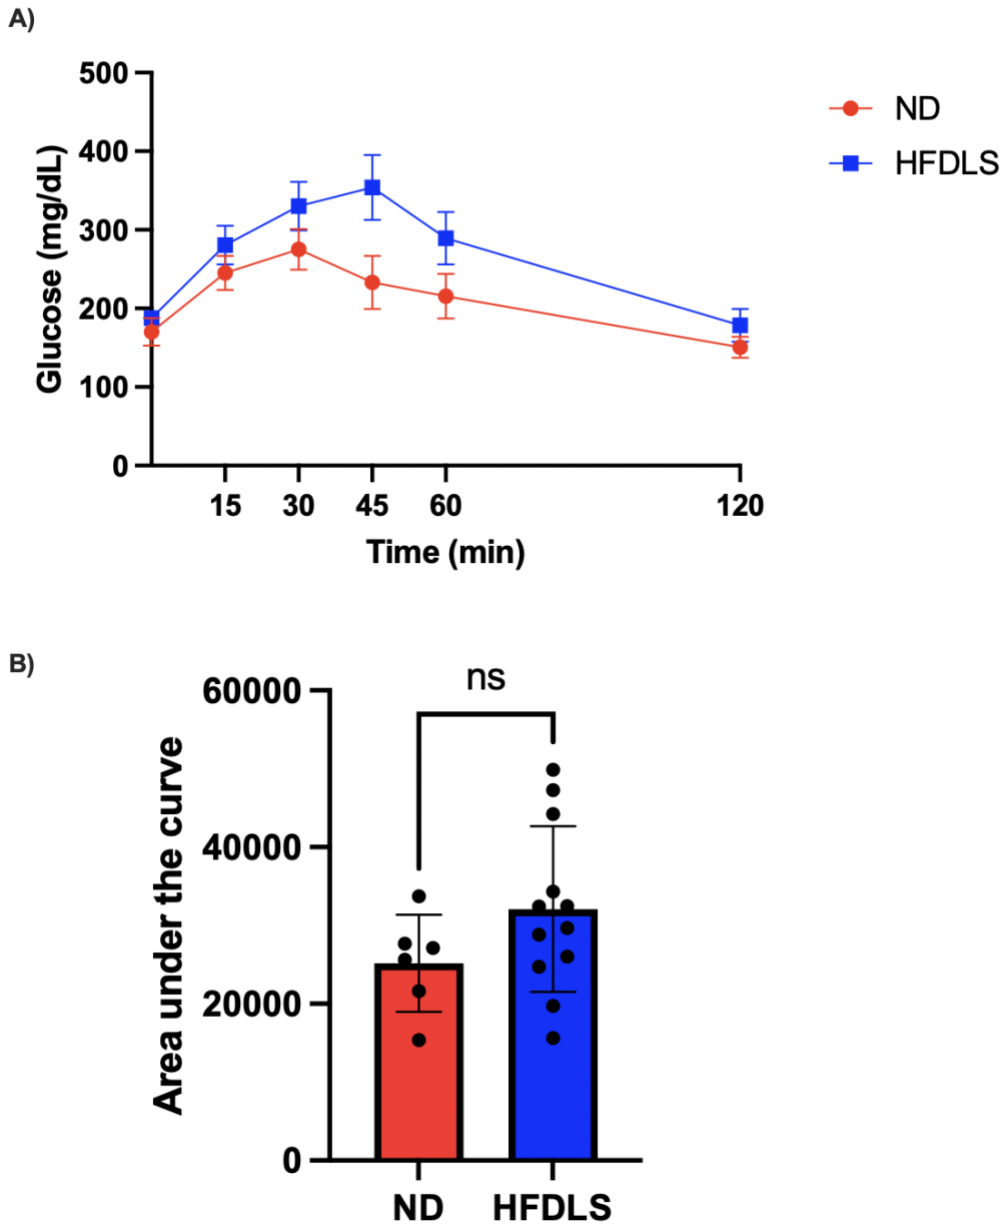 A)
500
400
300
200
100
0
Glucose (mg/dL)
15 30 45 60 120
Time (min)
ND
HFDLS
B)
ns
60000
40000
20000
0
Area under the curve
ND HFDLS